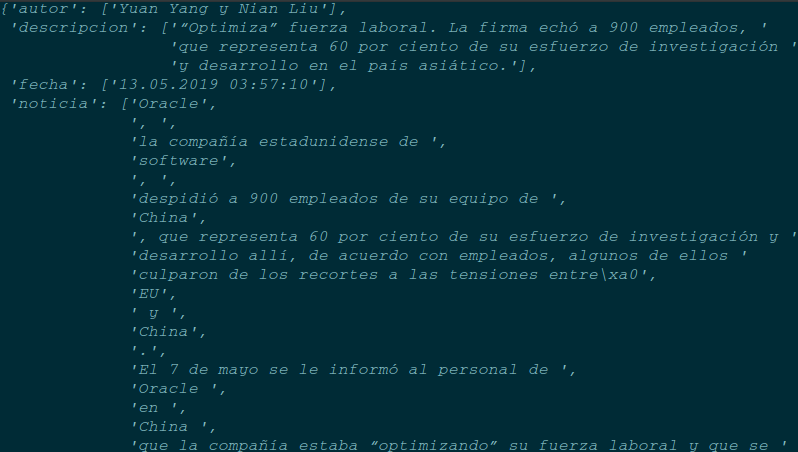 {'autor': ['Yuan Yang y Nian Liu'],
 'descripcion': ['“Optimiza” fuerza laboral. La firma echó a 900 empleados, '
                 'que representa 60 por ciento de su esfuerzo de investigación '
                 'y desarrollo en el país asiático.'],
 'fecha': ['13.05.2019 03:57:10'],
 'noticia': ['Oracle',
             ', ',
             'la compañía estadunidense de ',
             'software',
             ', ',
             'despidió a 900 empleados de su equipo de ',
             'China',
             ', que representa 60 por ciento de su esfuerzo de investigación y '
             'desarrollo allí, de acuerdo con empleados, algunos de ellos '
             'culparon de los recortes a las tensiones entre\xa0',
             'EU',
             ' y ',
             'China',
             '.',
             'El 7 de mayo se le informó al personal de ',
             'Oracle ',
             'en ',
             'China ',
             'que la compañía estaba “optimizando” su fuerza laboral y que se '